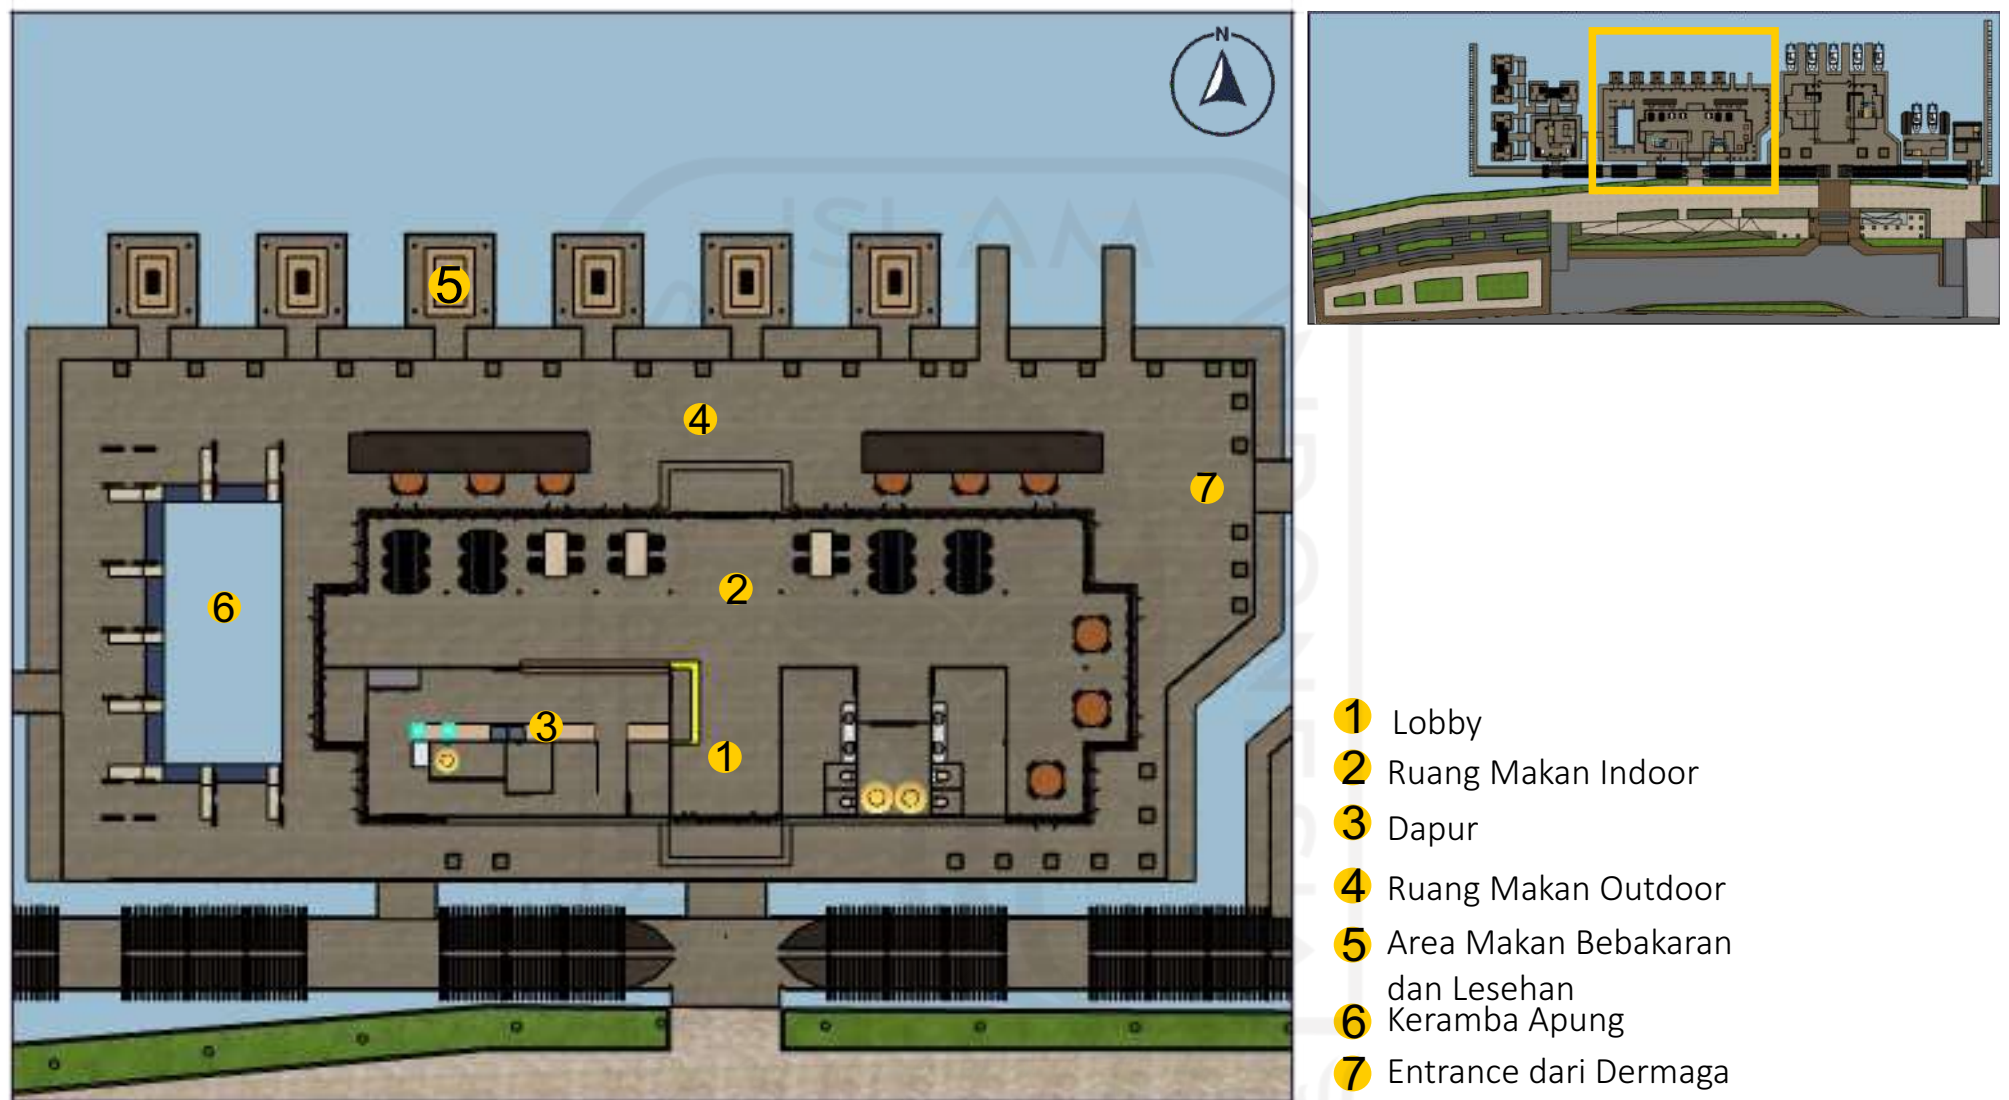 N
ISLAM
5
4
7
2
6
3
1
1 Lobby
2 Ruang Makan Indoor
3 Dapur
4 Ruang Makan Outdoor
5 Area Makan Bebakaran
dan Lesehan
6 Keramba Apung
7 Entrance dari Dermaga